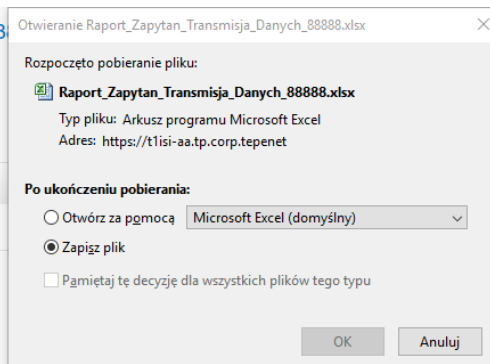 Otwieranie Raport_Zapytan_Transmisja_Danych_88888.xlsx
Rozpoczęto pobieranie pliku:
Raport_Zapytan_Transmisja_Danych_88888.xlsx
Typ pliku: Arkusz programu Microsoft Excel
Adres: https://t1isi-aa.tp.corp.tepenet
Po ukończeniu pobierania:
Otwórz za pomocą Microsoft Excel (domyślny)
Zapisz plik
Pamiętaj tę decyzję dla wszystkich plików tego typu
OK Anuluj